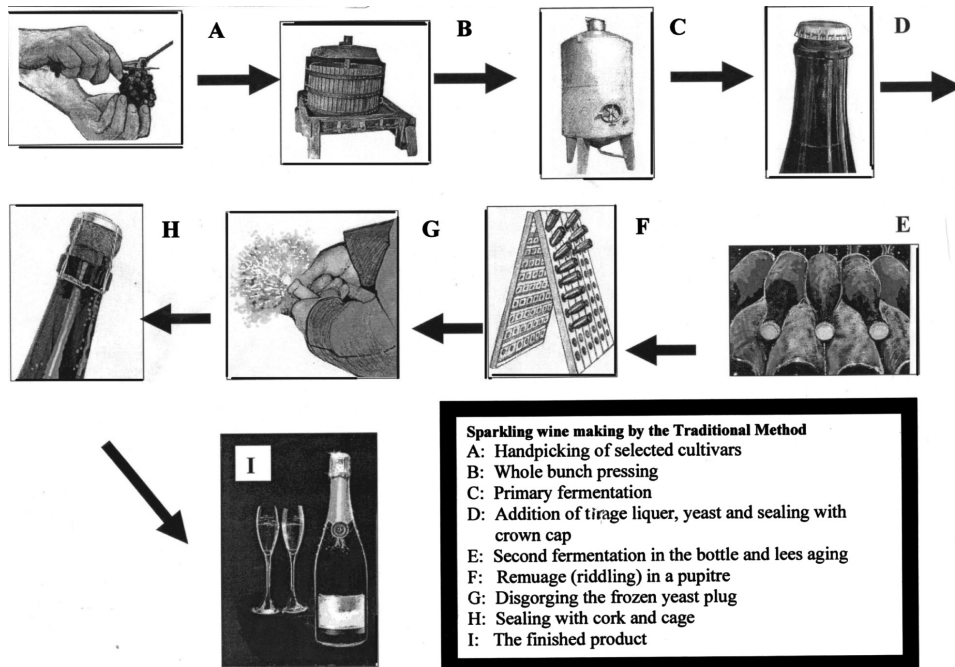 A
B
C
D
H
G
F
E
I
Sparkling wine making by the Traditional Method
A: Handpicking of selected cultivars
B: Whole bunch pressing
C: Primary fermentation
D: Addition of tirage liquer, yeast and sealing with
crown cap
E: Second fermentation in the bottle and lees aging
F: Remuage (riddling) in a pupitre
G: Disgorging the frozen yeast plug
H: Sealing with cork and cage
I: The finished product